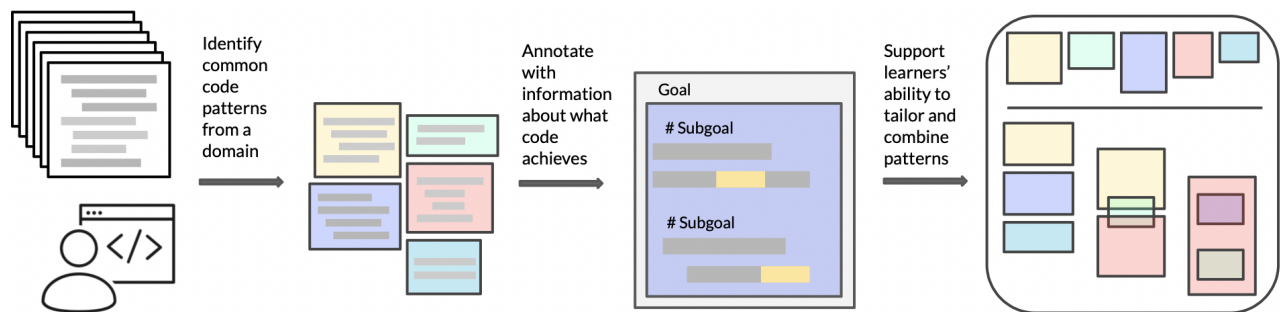 Identify
common
code
patterns
from a
domain
</>
Annotate
with
information
about what
code
achieves
Goal
# Subgoal
# Subgoal
Support
learners’
ability to
tailor and
combine
patterns